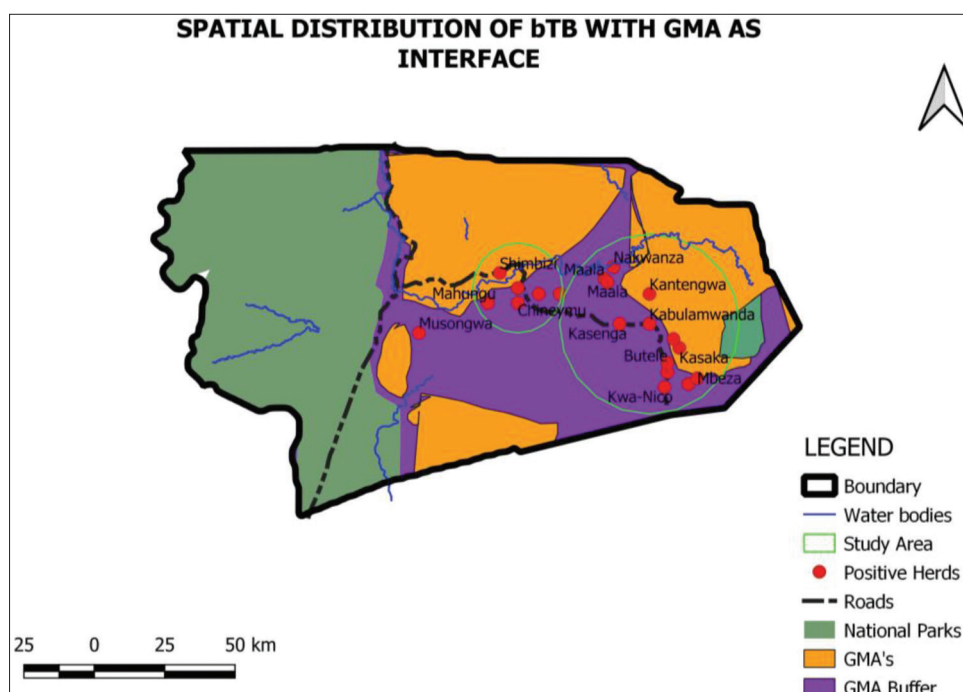 SPATIAL DISTRIBUTION OF bTB WITH GMA AS
INTERFACE
Shimbizi
Maala
Nakwanza
Mahungu
Maala
Kantengwa
Chineymu
Kabulamwanda
Musongwa
Kasenga
Butele
Kasaka
Mbeza
Kwa-Nico
LEGEND
Boundary
Water bodies
Study Area
Positive Herds
Roads
National Parks
GMA's
GMA Buffer
25 0 25 50 km